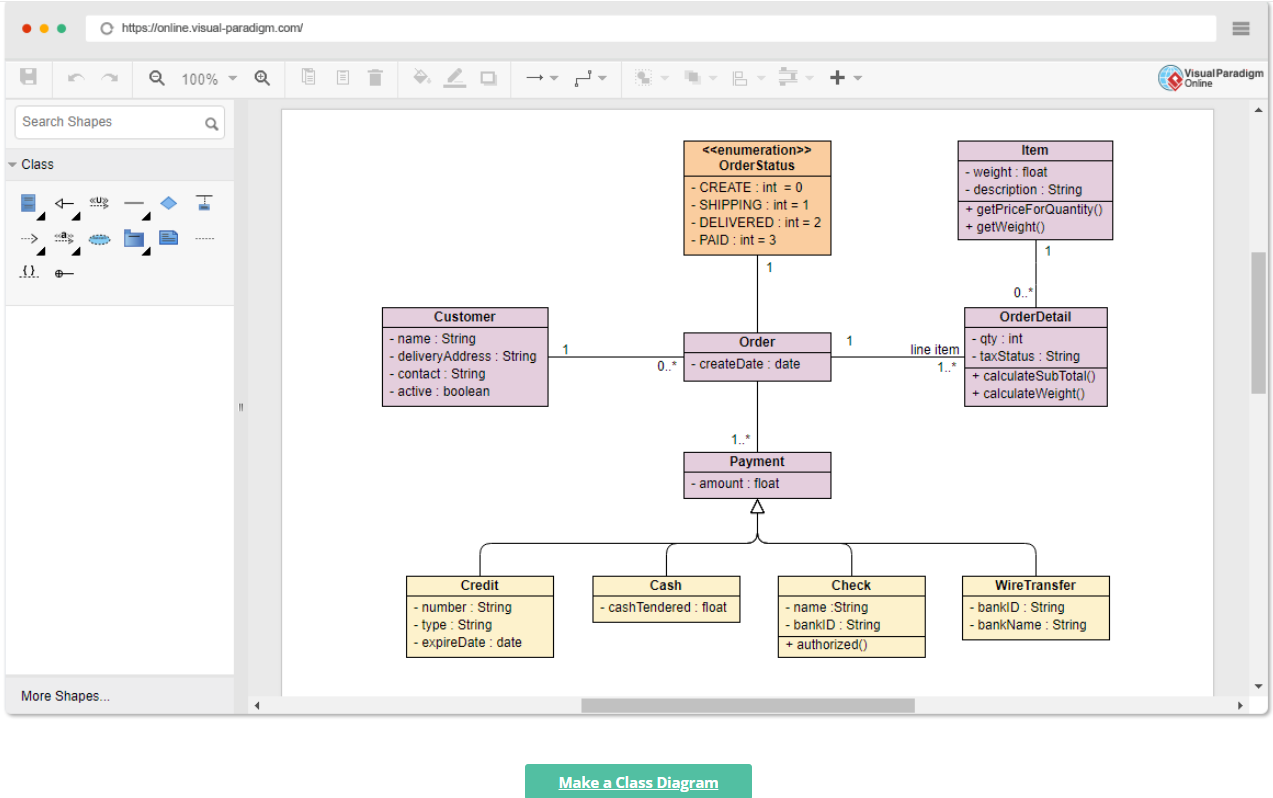 https://online.visual-paradigm.com/
100%
Visual Paradigm
Online
Search Shapes
Class
<<U>>
<<a>>
{ }
More Shapes...
<<enumeration>>
OrderStatus
- CREATE : int  = 0
- SHIPPING : int = 1
- DELIVERED : int = 2
- PAID : int = 3
1
Item
- weight : float
- description : String
+ getPriceForQuantity()
+ getWeight()
1
0..*
Customer
- name : String
- deliveryAddress : String
- contact : String
- active : boolean
1
0..*
Order
- createDate : date
1
line item
1..*
OrderDetail
- qty : int
- taxStatus : String
+ calculateSubTotal()
+ calculateWeight()
1..*
Payment
- amount : float
Credit
- number : String
- type : String
- expireDate : date
Cash
- cashTendered : float
Check
- name :String
- bankID : String
+ authorized()
WireTransfer
- bankID : String
- bankName : String
Make a Class Diagram